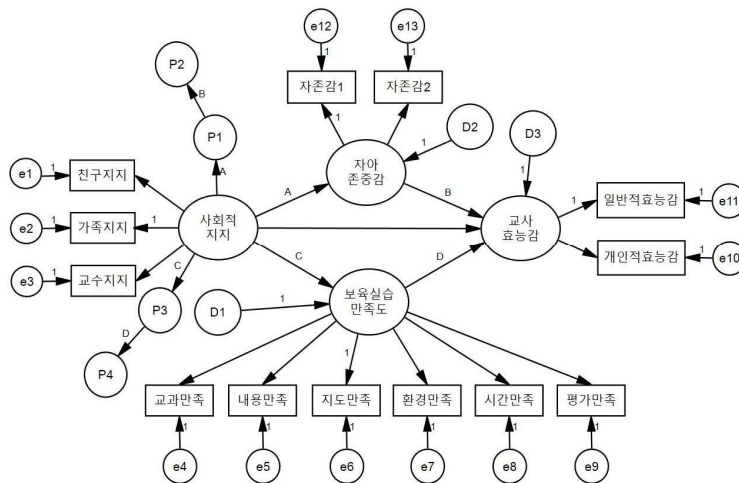 e12
e13
1
1
P2
자존감1
자존감2
B
1
D2
D3
P1
1
e1
1
친구지지
A
자아
존중감
1
A
B
일반적효능감
1
e11
1
e2
1
가족지지
1
사회적
지지
교사
효능감
C
C
D
개인적효능감
1
e10
e3
1
교수지지
P3
D1
1
보육실습
만족도
D
P4
1
교과만족
내용만족
지도만족
환경만족
시간만족
평가만족
1
1
1
1
1
1
e4
e5
e6
e7
e8
e9